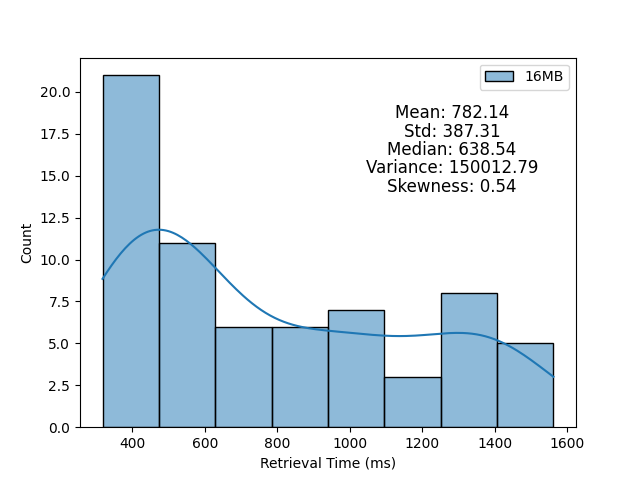 16MB
Mean: 782.14
Std: 387.31
Median: 638.54
Variance: 150012.79
Skewness: 0.54
Count
20.0
17.5
15.0
12.5
10.0
7.5
5.0
2.5
0.0
400 600 800 1000 1200 1400 1600
Retrieval Time (ms)